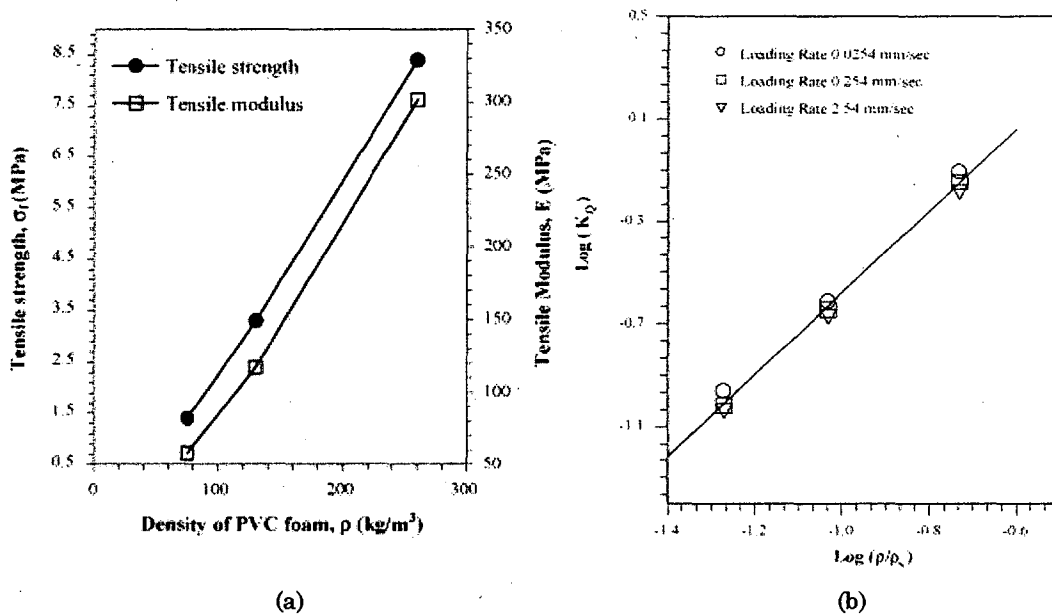 8.5
7.5
6.5
5.5
4.5
3.5
2.5
1.5
0.5
Tensile strength, σf (MPa)
Tensile strength
Tensile modulus
350
300
250
200
150
100
50
Tensile Modulus, E (MPa)
0
100
200
300
Density of PVC foam, ρ (kg/m³)
(a)
0.5
0.1
-0.3
-0.7
-1.1
Log (K_Q)
Loading Rate 0.0254 mm/sec
Loading Rate 0.254 mm/sec
Loading Rate 2.54 mm/sec
-1.4
-1.2
-1.0
-0.8
-0.6
Log (ρ/ρs)
(b)